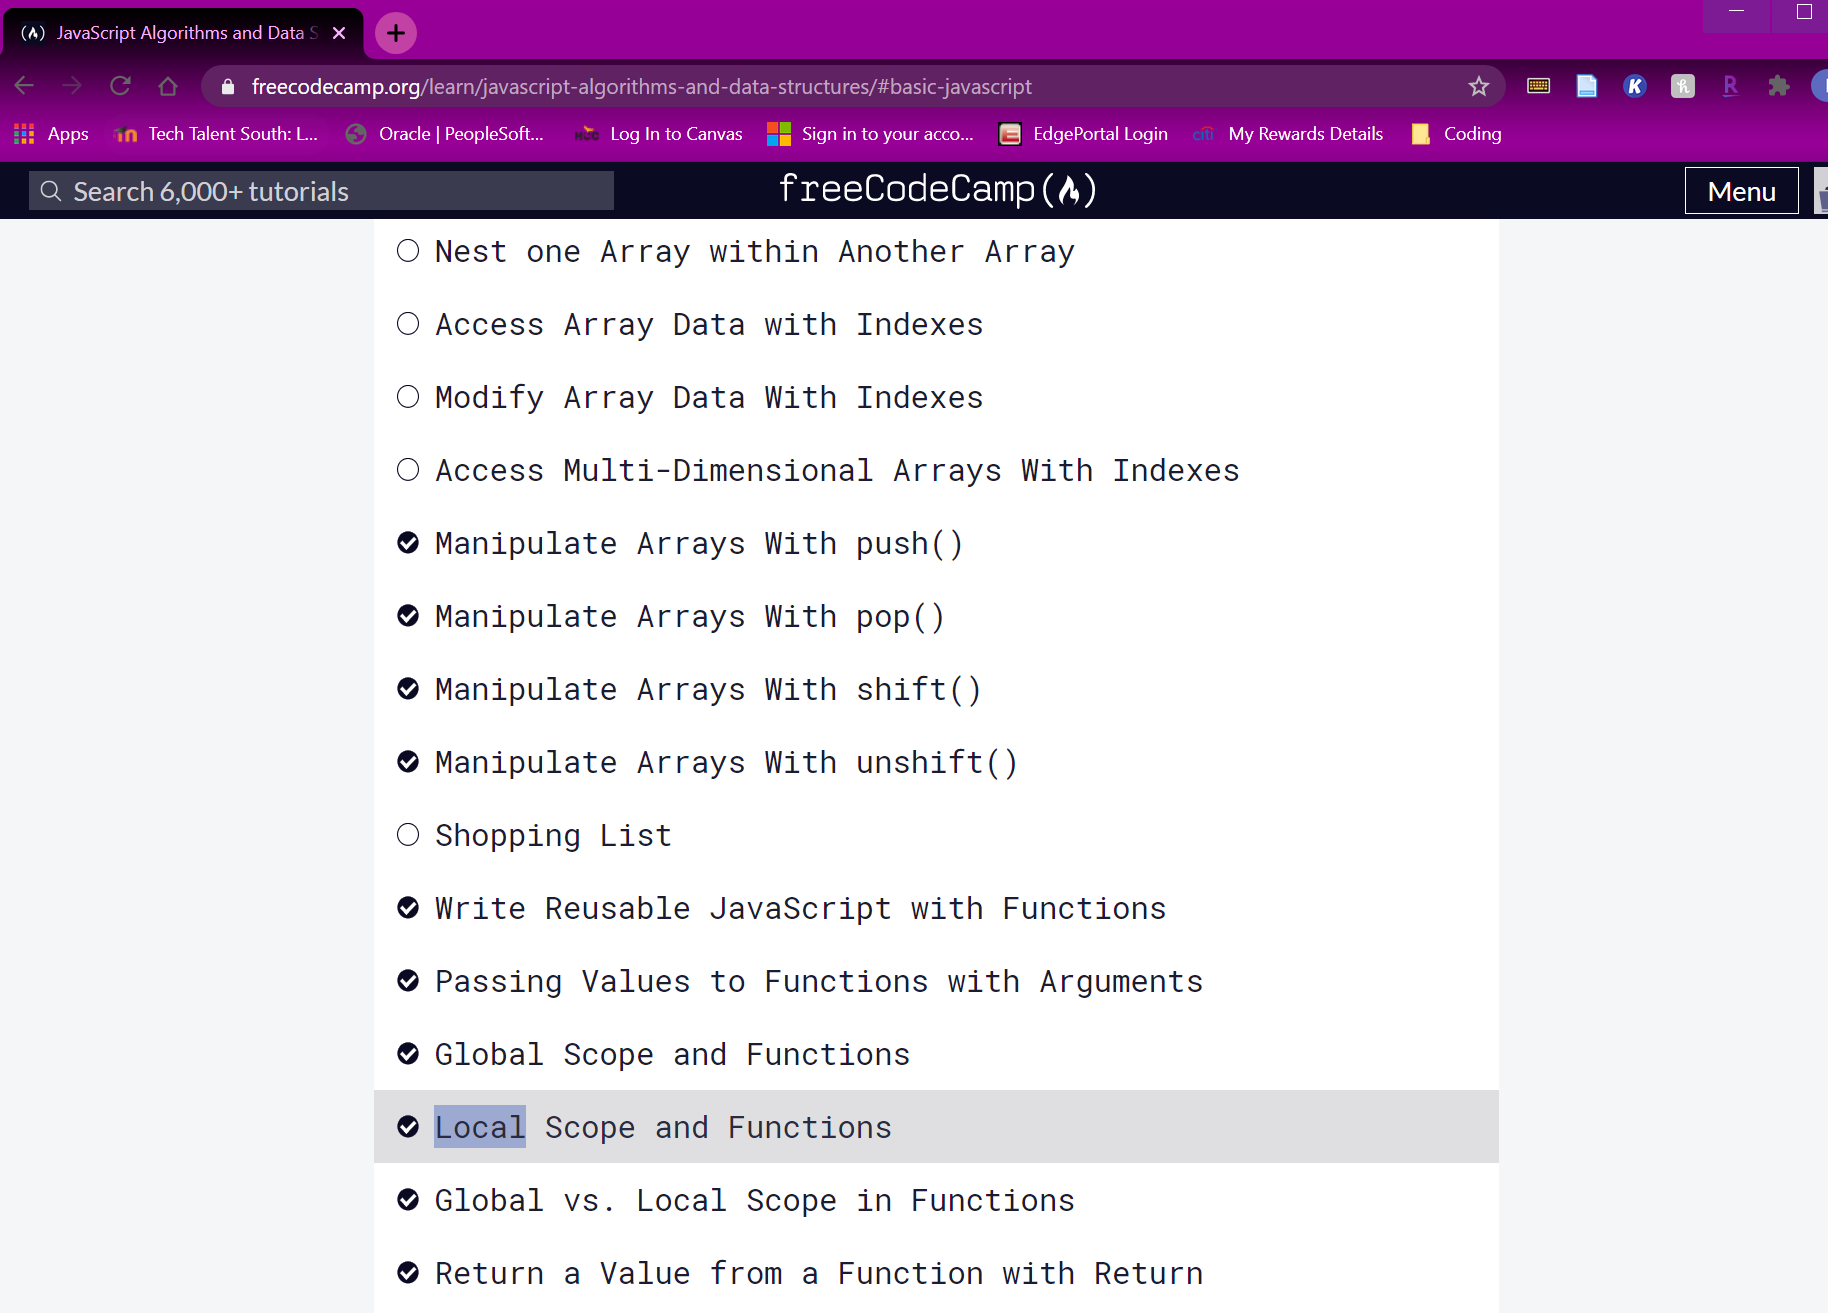 JavaScript Algorithms and Data S
freecodecamp.org/learn/javascript-algorithms-and-data-structures/#basic-javascript
Apps Tech Talent South: L... Oracle | PeopleSoft... HCC Log In to Canvas Sign in to your acco... EdgePortal Login citi My Rewards Details Coding
Search 6,000+ tutorials freeCodeCamp Menu
Nest one Array within Another Array
Access Array Data with Indexes
Modify Array Data With Indexes
Access Multi-Dimensional Arrays With Indexes
Manipulate Arrays With push()
Manipulate Arrays With pop()
Manipulate Arrays With shift()
Manipulate Arrays With unshift()
Shopping List
Write Reusable JavaScript with Functions
Passing Values to Functions with Arguments
Global Scope and Functions
Local Scope and Functions
Global vs. Local Scope in Functions
Return a Value from a Function with Return